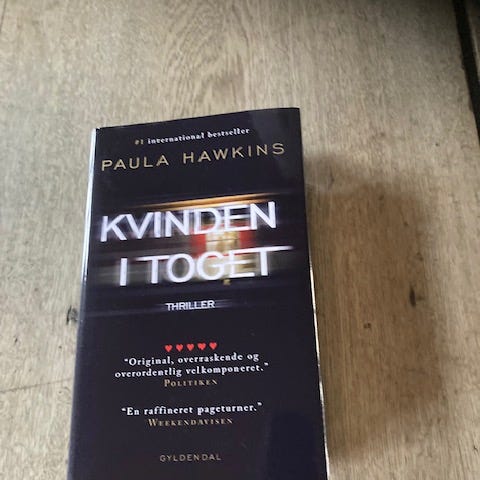 #1 international bestseller
PAULA HAWKINS
KVINDEN
I TOGET
THRILLER
"Original, overraskende og
overordentlig velkomponeret."
POLITIKEN
"En raffineret pageturner."
WEEKENDAVISEN
GYLDENDAL